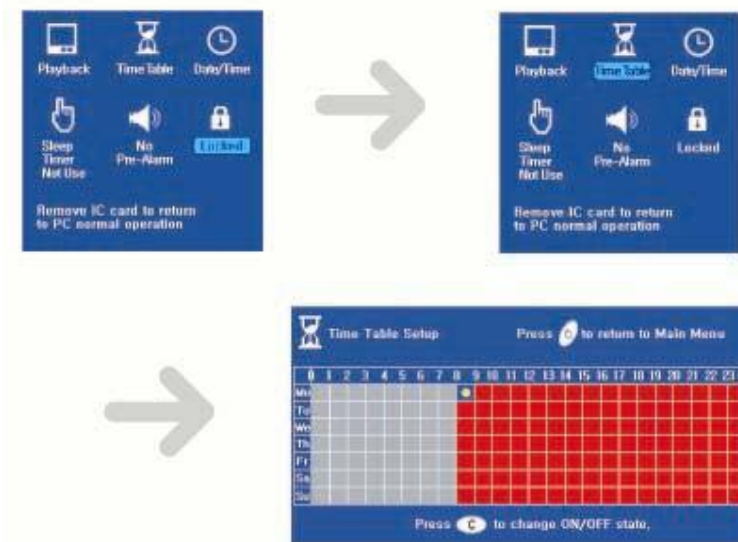 Playback Time Table Date/Time
Sleep Timer Not Use
No Pre-Alarm
Locked
Remove IC card to return
to PC normal operation
Playback Time Table Date/Time
Sleep Timer Not Use
No Pre-Alarm
Locked
Remove IC card to return
to PC normal operation
Time Table Setup Press O to return to Main Menu
0 1 2 3 4 5 6 7 8 9 10 11 12 13 14 15 16 17 18 19 20 21 22 23
Mo
Tu
We
Th
Fr
Sa
Su
Press C to change ON/OFF state.